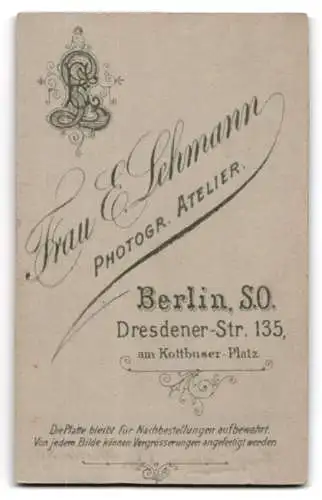 EL
Frau E. Lehmann
PHOTOGR. ATELIER.
Berlin, S.O.
Dresdener-Str. 135,
am Kottbuser-Platz
Die Platte bleibt für Nachbestellungen aufbewahrt.
Von jedem Bilde können Vergrösserungen angefertigt werden